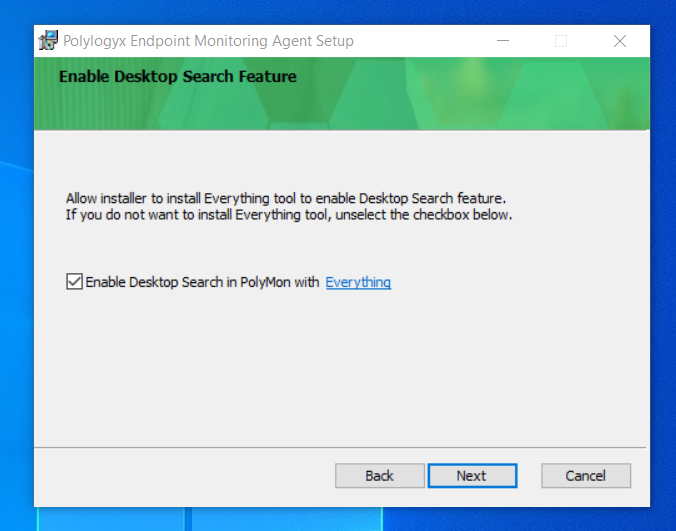 Polylogyx Endpoint Monitoring Agent Setup
Enable Desktop Search Feature
Allow installer to install Everything tool to enable Desktop Search feature.
If you do not want to install Everything tool, unselect the checkbox below.
Enable Desktop Search in PolyMon with Everything
Back Next Cancel